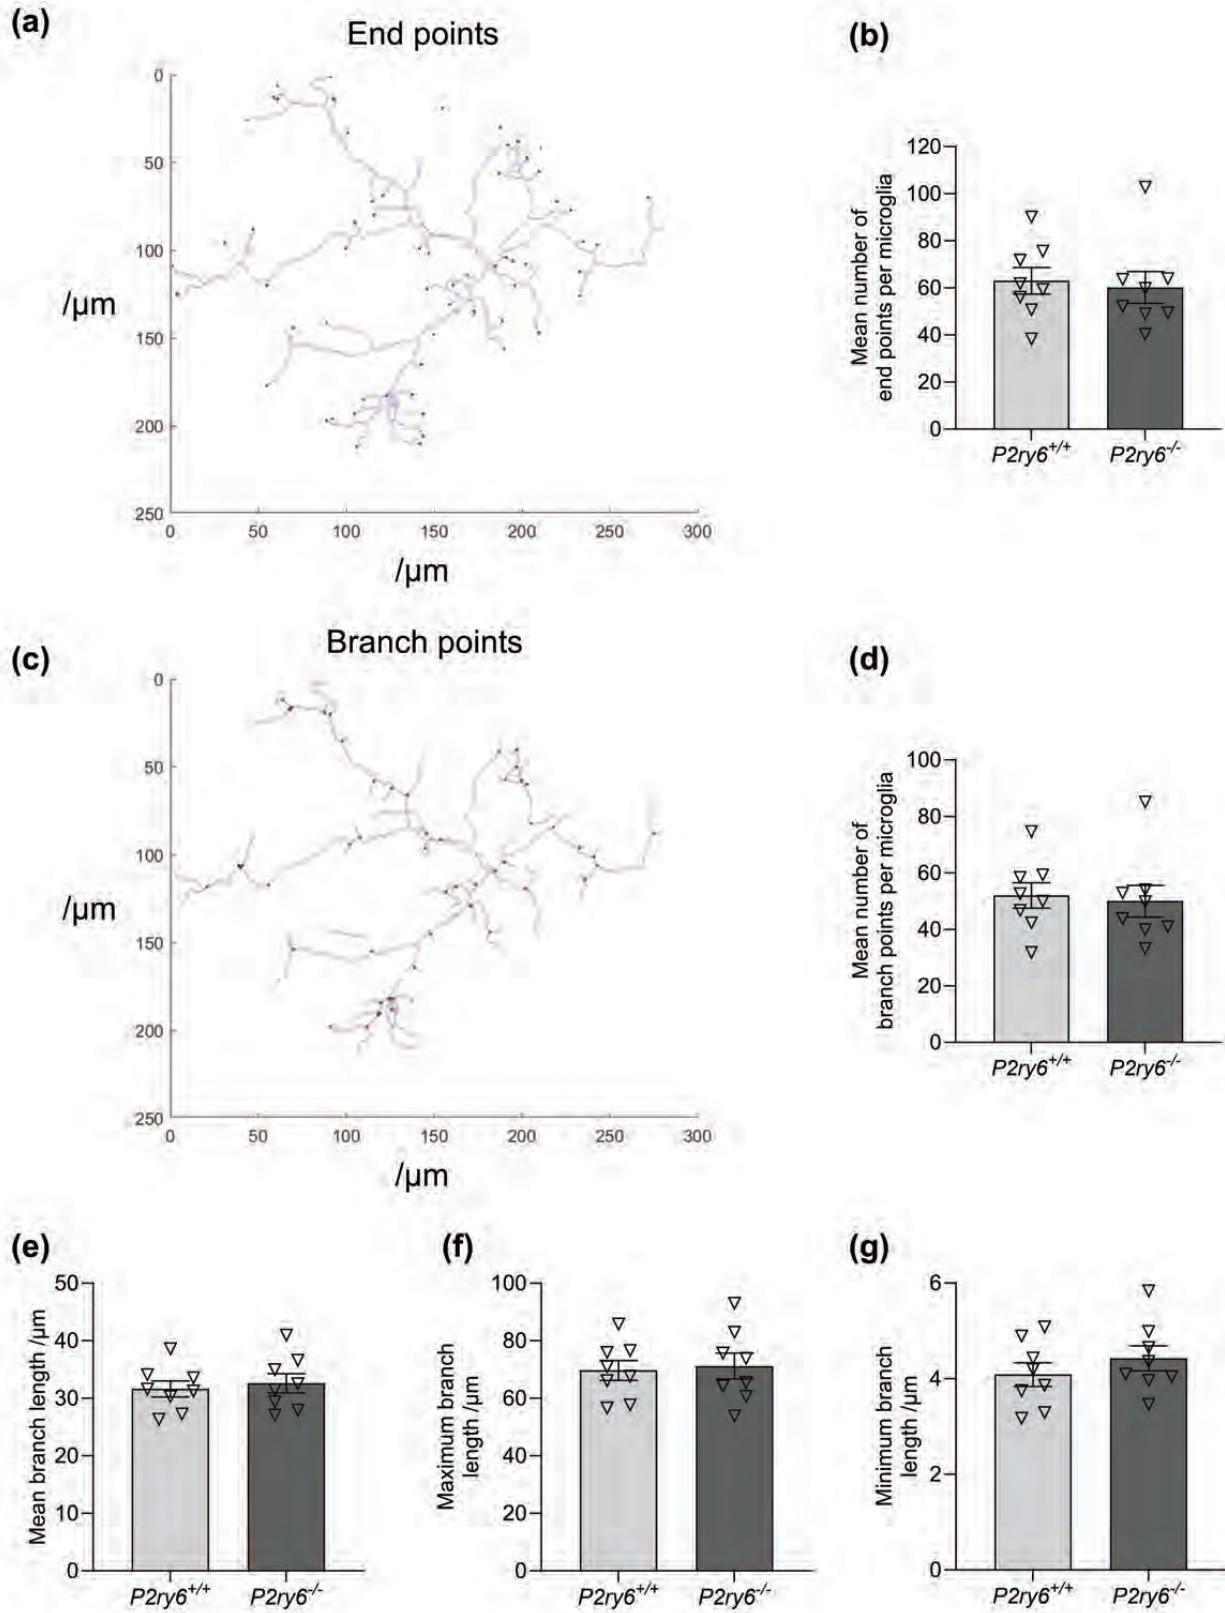 (a)
End points
0
50
100
150
200
250
/µm
0 50 100 150 200 250 300
/µm
(b)
Mean number of
end points per microglia
120
100
80
60
40
20
0
P2ry6+/+ P2ry6-/-
(c)
Branch points
0
50
100
150
200
250
/µm
0 50 100 150 200 250 300
/µm
(d)
Mean number of
branch points per microglia
100
80
60
40
20
0
P2ry6+/+ P2ry6-/-
(e)
Mean branch length /µm
50
40
30
20
10
0
P2ry6+/+ P2ry6-/-
(f)
Maximum branch
length /µm
100
80
60
40
20
0
P2ry6+/+ P2ry6-/-
(g)
Minimum branch
length /µm
6
4
2
0
P2ry6+/+ P2ry6-/-